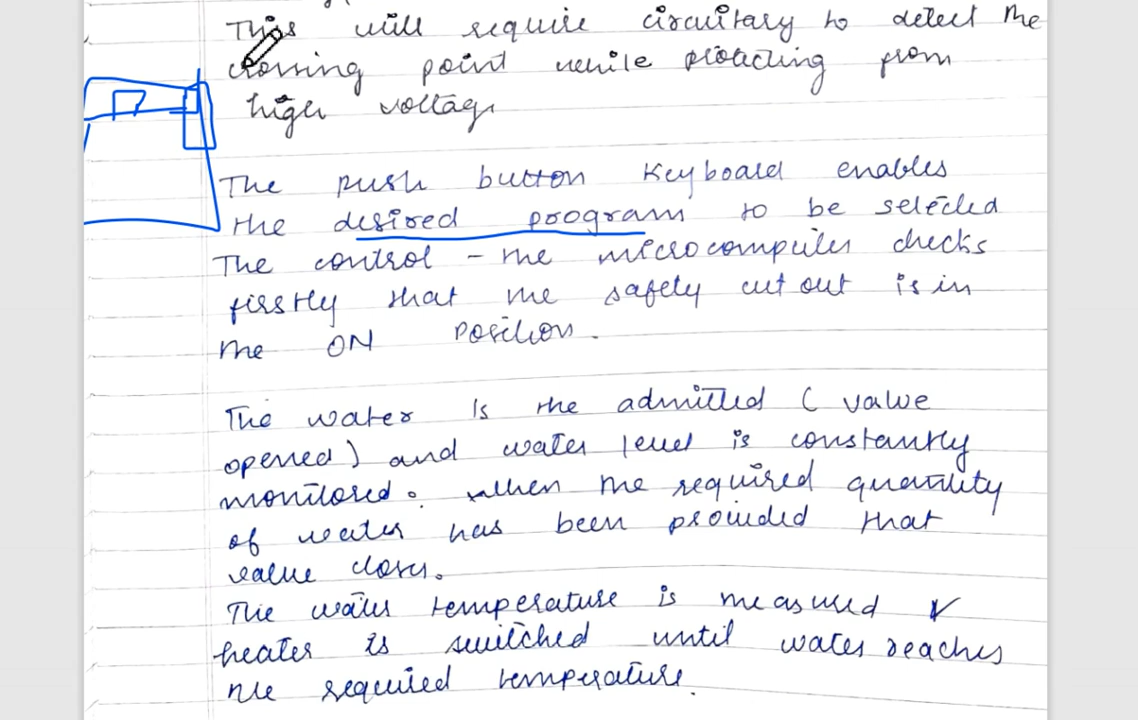 This will require circuitary to detect the
crossing point while protecting from
high voltage
The push button Keyboard enables
the desired program to be selected
The control - the microcomputer checks
firstly that the safety cut out is in
the ON Position.
The water is the admitted ( value
opened ) and water level is constantly
monitored. when the required quantity
of water has been provided that
value closes.
The water temperature is measured &
heater is switched until water reaches
the required temperature.